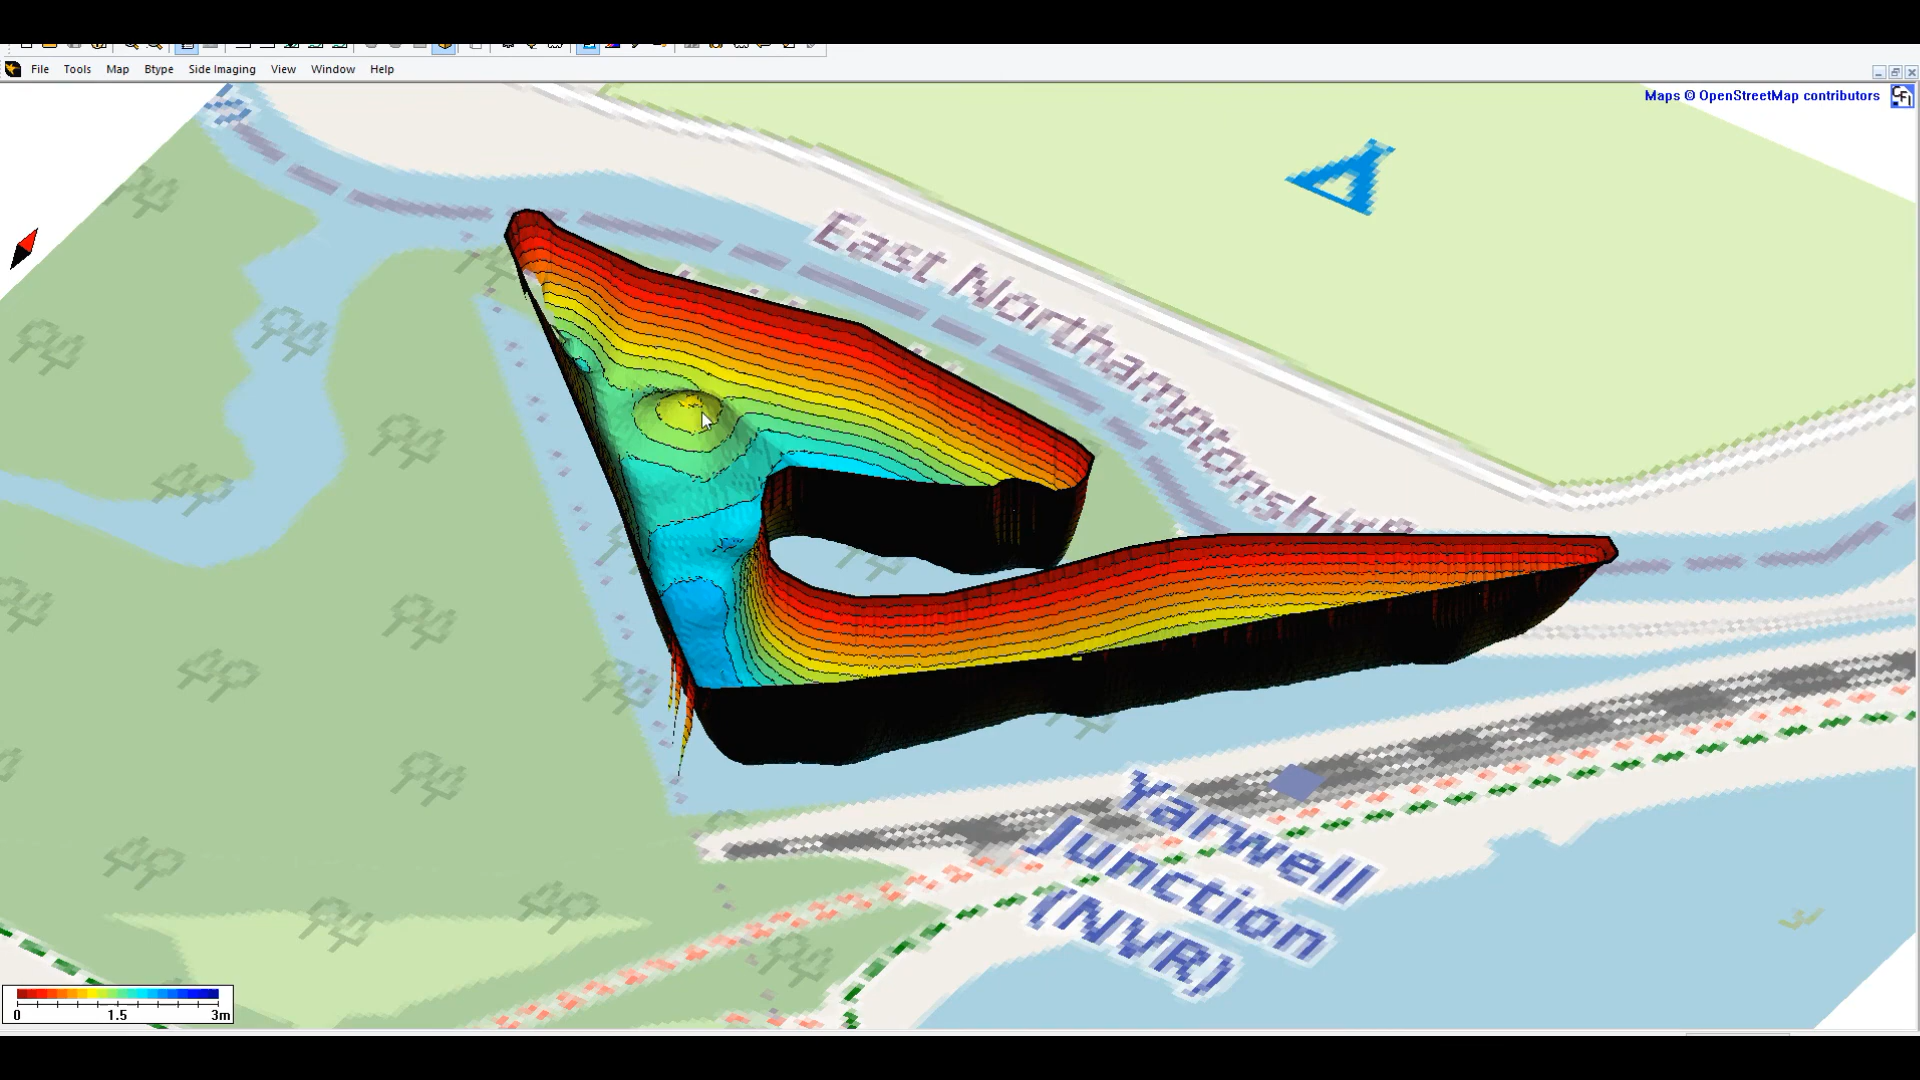 File Tools Map Btype Side Imaging View Window Help
Maps © OpenStreetMap contributors
East Northamptonshire
Yarwell
Junction
(NVR)
0 1.5 3m